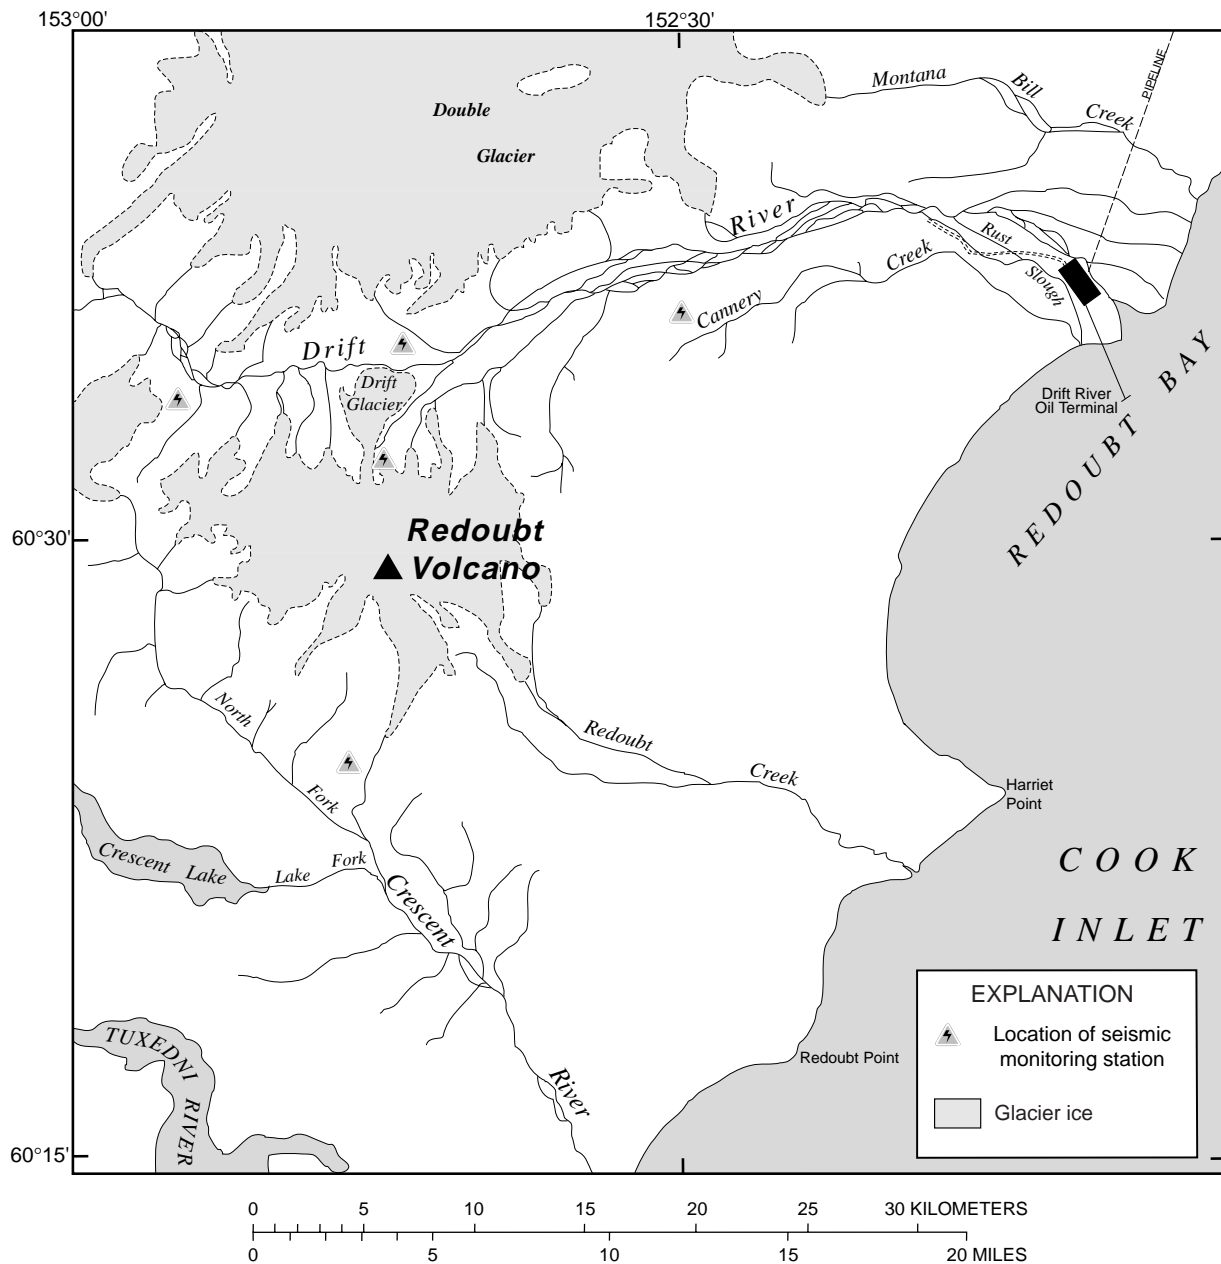 153°00'
152°30'
Montana
Bill
Creek
PIPELINE
Double
Glacier
River
Rust
Slough
Creek
Cannery
Drift
Drift
Glacier
Drift River
Oil Terminal
REDOUBT BAY
60°30'
Redoubt
Volcano
North
Fork
Redoubt
Creek
Harriet
Point
Crescent Lake
Lake
Fork
Crescent
River
COOK
INLET
TUXEDNI
RIVER
Redoubt Point
EXPLANATION
Location of seismic
monitoring station
Glacier ice
60°15'
0 5 10 15 20 25 30 KILOMETERS
0 5 10 15 20 MILES